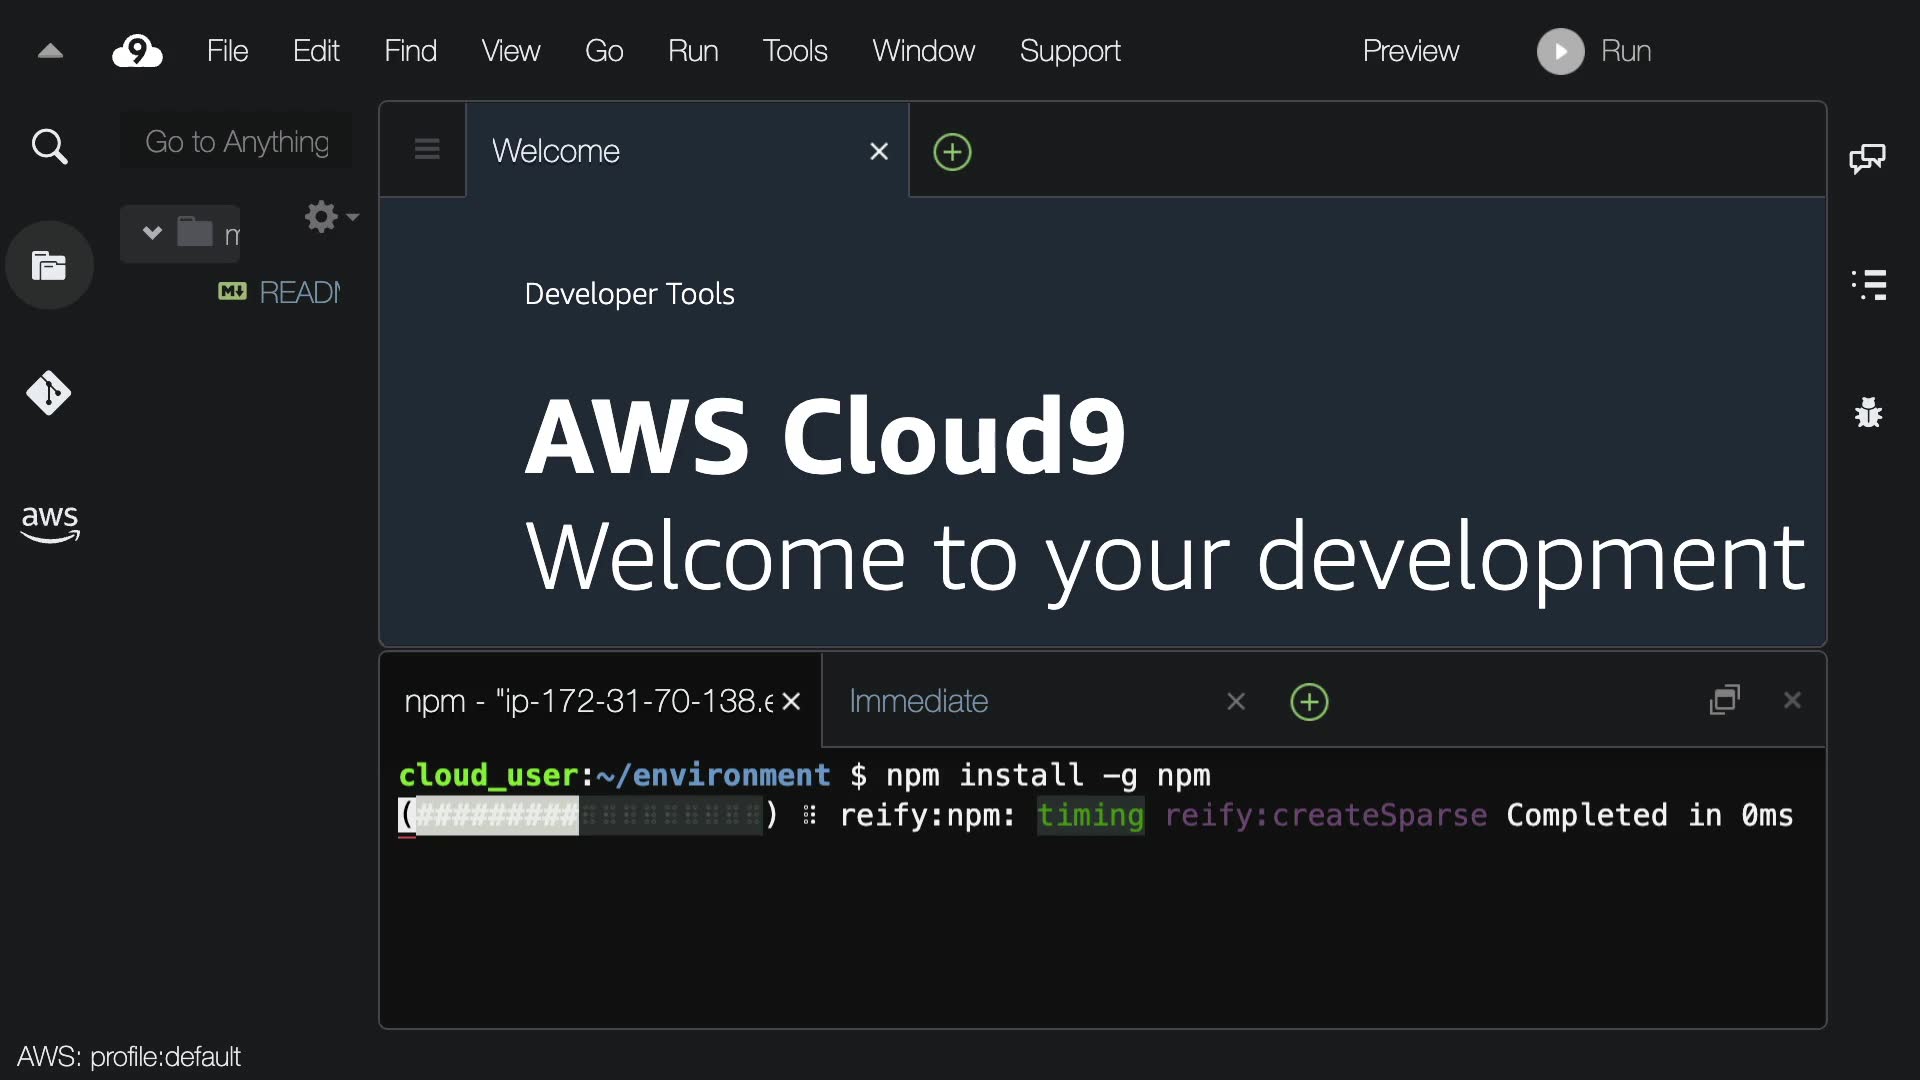 9 File Edit Find View Go Run Tools Window Support Preview Run
Go to Anything
Welcome
m
M↓ READM
aws
Developer Tools
AWS Cloud9
Welcome to your development
npm - "ip-172-31-70-138.e
Immediate
cloud_user:~/environment $ npm install -g npm
(#########⠂⠂⠂⠂⠂⠂⠂⠂⠂) ⠿ reify:npm: timing reify:createSparse Completed in 0ms
AWS: profile:default